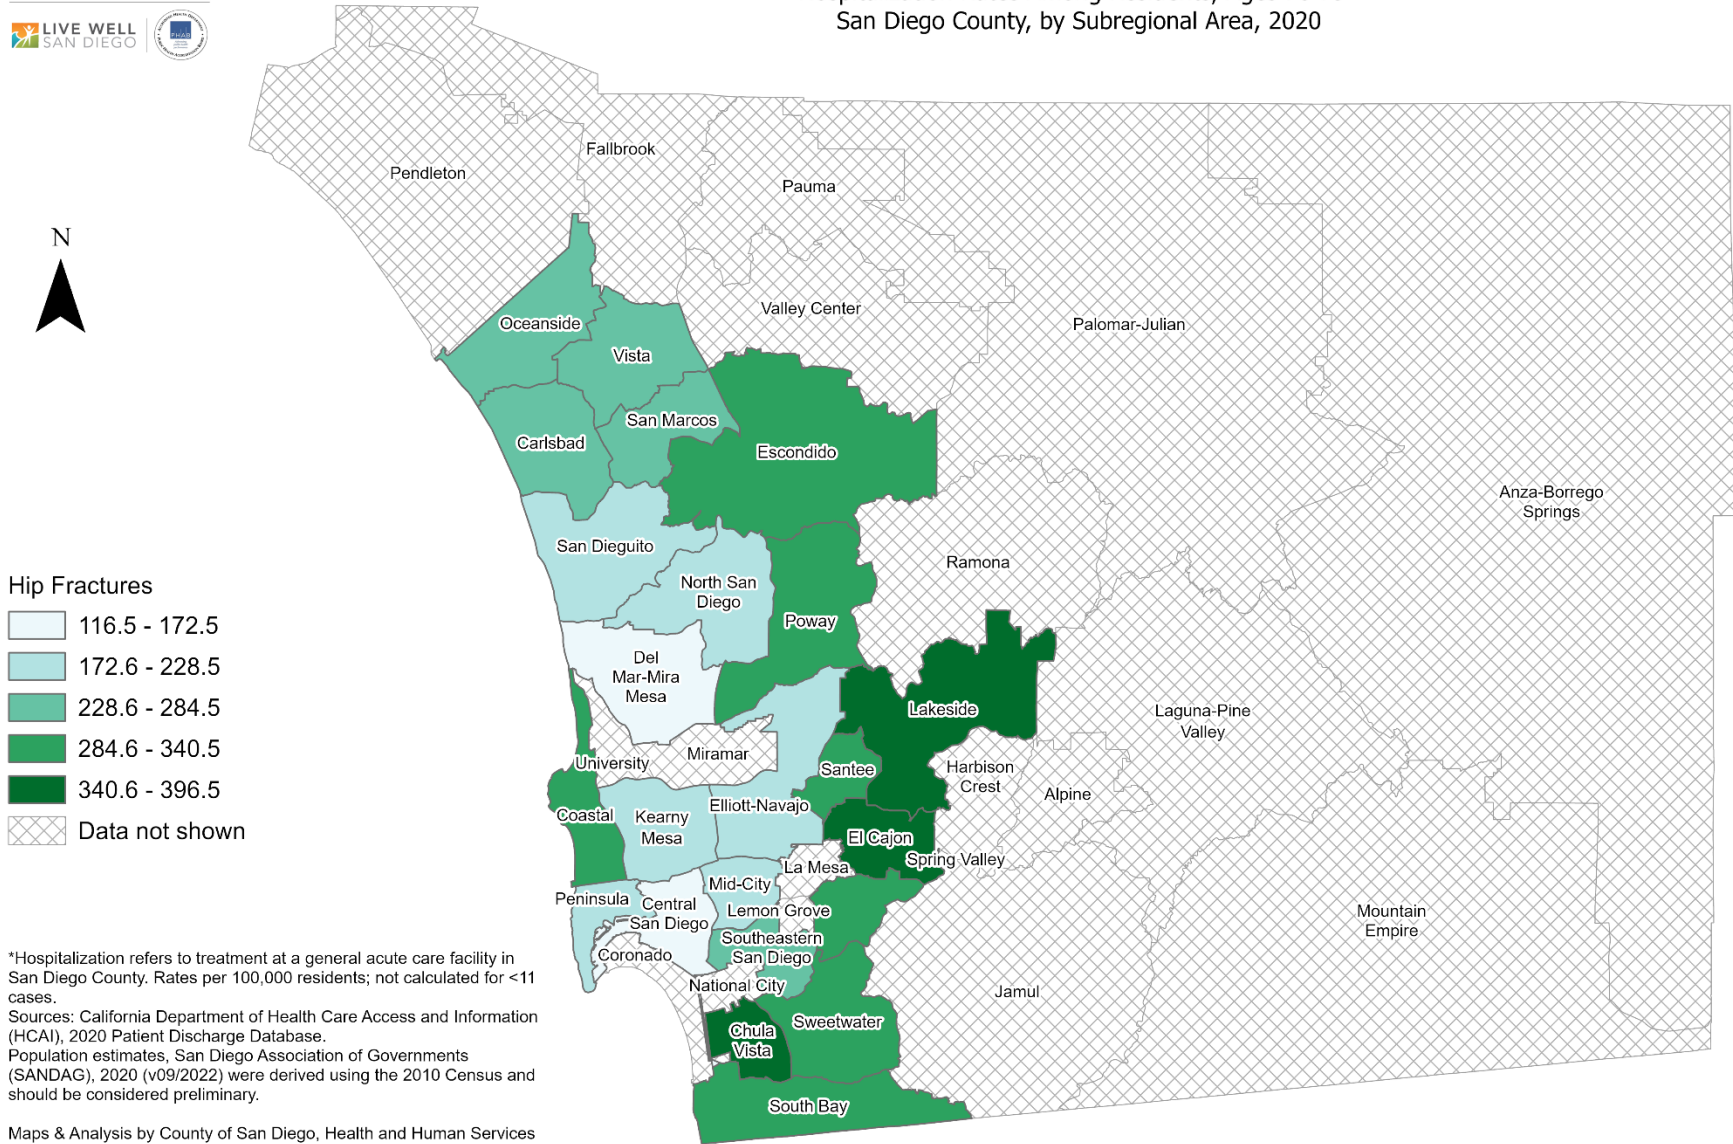 San Diego County, by Subregional Area, 2020
LIVE WELL
SAN DIEGO
PHAB
N
Pendleton
Fallbrook
Pauma
Valley Center
Palomar-Julian
Oceanside
Vista
San Marcos
Carlsbad
Escondido
Anza-Borrego
Springs
San Dieguito
North San
Diego
Ramona
Poway
Del
Mar-Mira
Mesa
Lakeside
Laguna-Pine
Valley
Miramar
University
Santee
Harbison
Crest
Alpine
Coastal
Kearny
Mesa
Elliott-Navajo
El Cajon
Spring Valley
La Mesa
Mid-City
Peninsula
Central
San Diego
Lemon Grove
Mountain
Empire
Southeastern
San Diego
Coronado
National City
Jamul
Chula
Vista
Sweetwater
South Bay
Hip Fractures
116.5 - 172.5
172.6 - 228.5
228.6 - 284.5
284.6 - 340.5
340.6 - 396.5
Data not shown
*Hospitalization refers to treatment at a general acute care facility in
San Diego County. Rates per 100,000 residents; not calculated for <11
cases.
Sources: California Department of Health Care Access and Information
(HCAI), 2020 Patient Discharge Database.
Population estimates, San Diego Association of Governments
(SANDAG), 2020 (v09/2022) were derived using the 2010 Census and
should be considered preliminary.
Maps & Analysis by County of San Diego, Health and Human Services